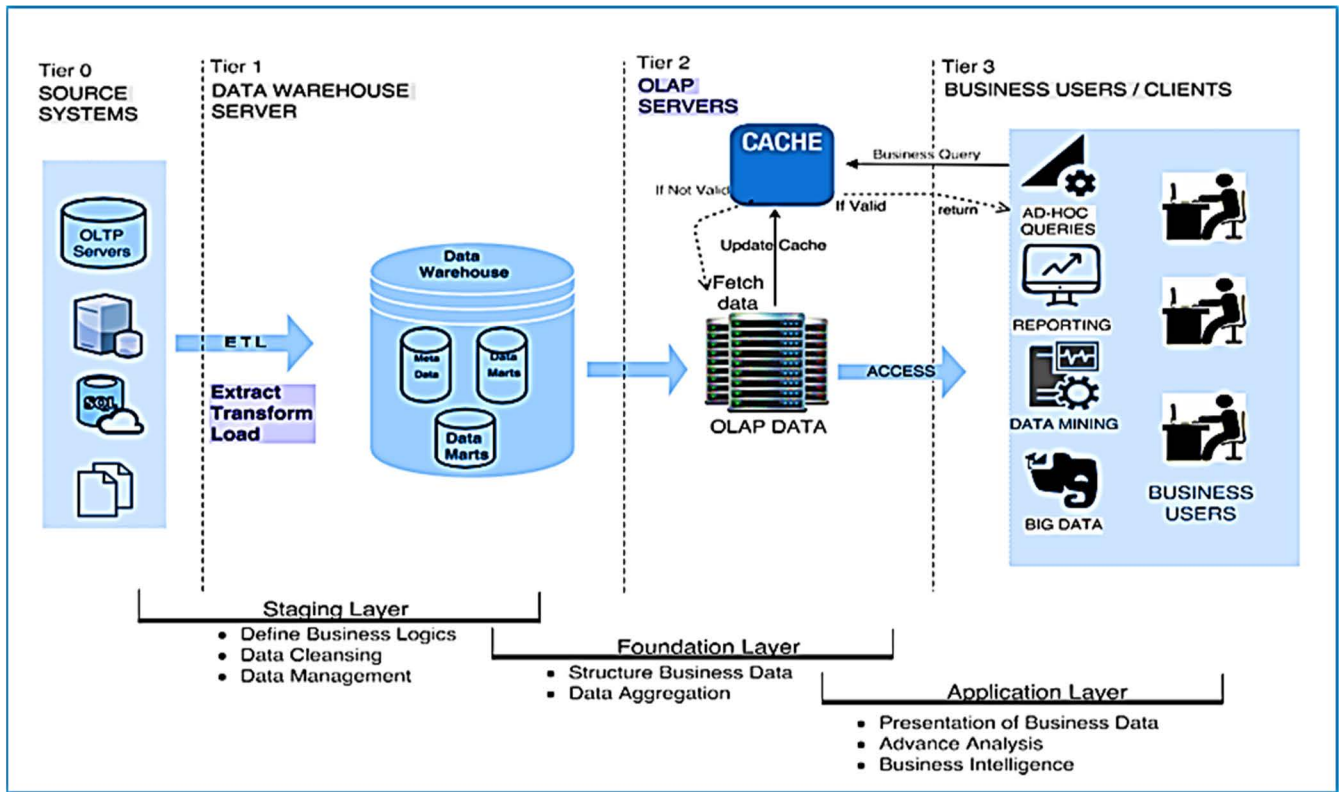 Tier 0
SOURCE
SYSTEMS
Tier 1
DATA WAREHOUSE
SERVER
Tier 2
OLAP
SERVERS
Tier 3
BUSINESS USERS / CLIENTS
OLTP
Servers
SQL
ETL
Extract
Transform
Load
Data
Warehouse
Meta
Data
Data
Marts
Data
Marts
CACHE
Business Query
If Not Valid
If Valid
return
Update Cache
Fetch
data
OLAP DATA
ACCESS
AD-HOC
QUERIES
REPORTING
DATA MINING
BIG DATA
BUSINESS
USERS
Staging Layer
• Define Business Logics
• Data Cleansing
• Data Management
Foundation Layer
▪ Structure Business Data
▪ Data Aggregation
Application Layer
▪ Presentation of Business Data
▪ Advance Analysis
▪ Business Intelligence